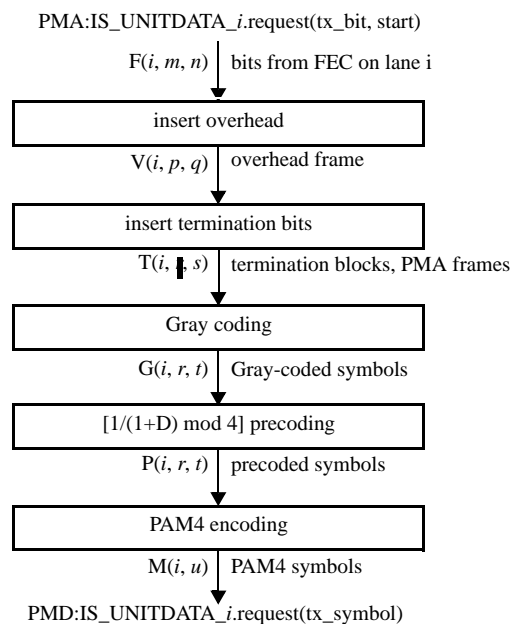 PMA:IS_UNITDATA_i.request(tx_bit, start)
F(i, m, n) bits from FEC on lane i
insert overhead
V(i, p, q) overhead frame
insert termination bits
T(i, , s) termination blocks, PMA frames
Gray coding
G(i, r, t) Gray-coded symbols
[1/(1+D) mod 4] precoding
P(i, r, t) precoded symbols
PAM4 encoding
M(i, u) PAM4 symbols
PMD:IS_UNITDATA_i.request(tx_symbol)